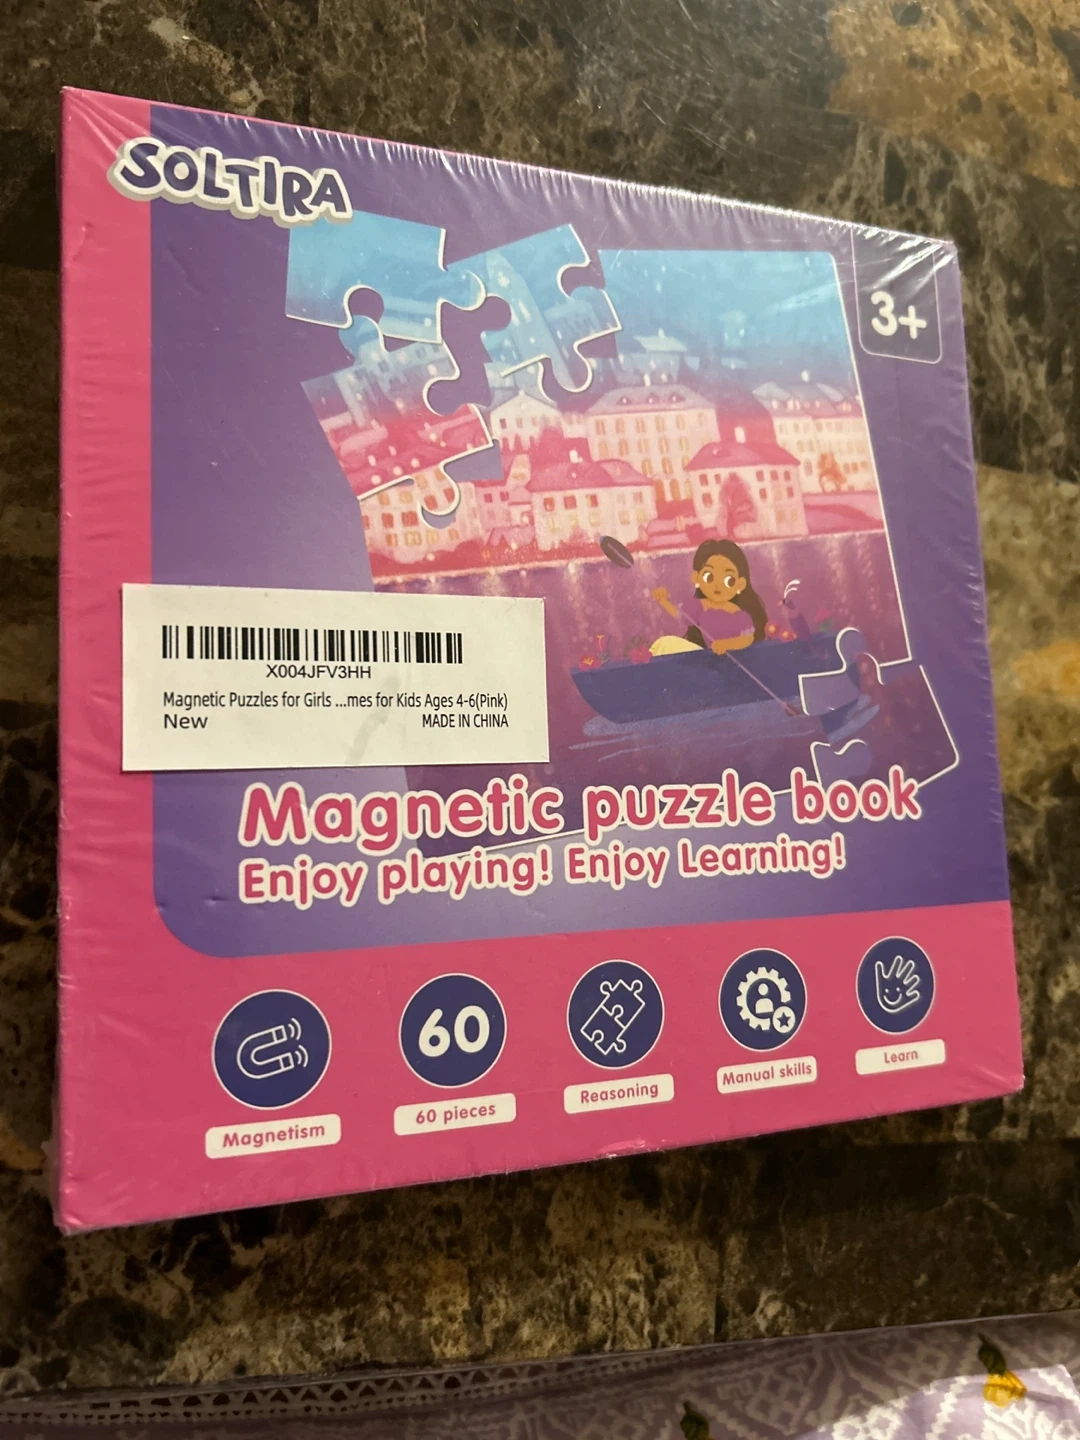 SOLTIRA
3+
X004JFV3HH
Magnetic Puzzles for Girls ...mes for Kids Ages 4-6(Pink)
New
MADE IN CHINA
Magnetic puzzle book
Enjoy playing! Enjoy Learning!
60
Magnetism
60 pieces
Reasoning
Manual skills
Learn